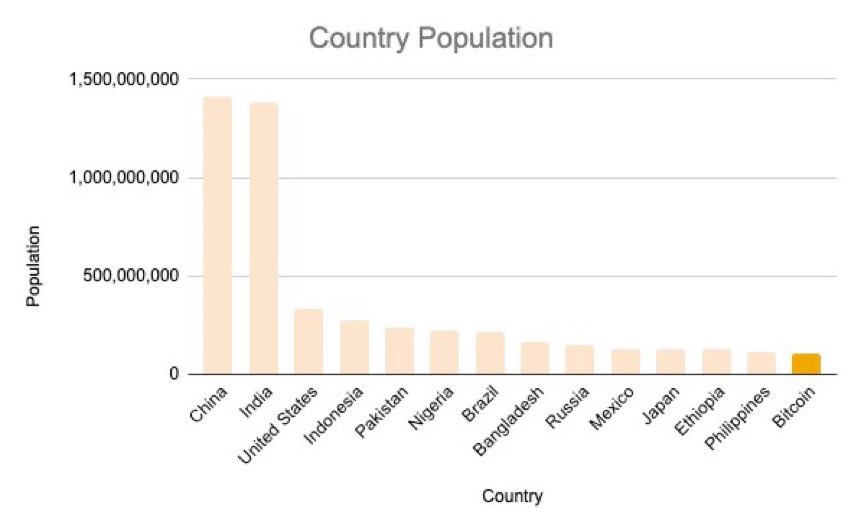 Country Population
1,500,000,000
1,000,000,000
500,000,000
0
Population
China
India
United States
Indonesia
Pakistan
Nigeria
Brazil
Bangladesh
Russia
Mexico
Japan
Ethiopia
Philippines
Bitcoin
Country